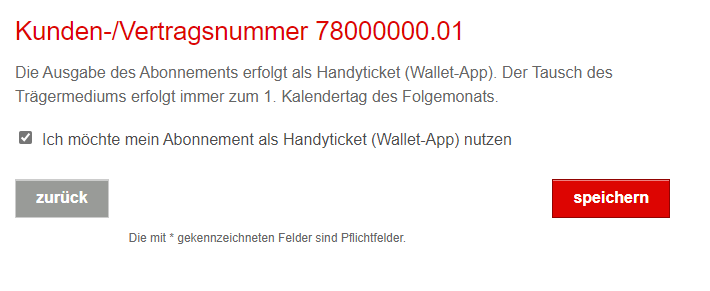 Kunden-/Vertragsnummer 78000000.01
Die Ausgabe des Abonnements erfolgt als Handyticket (Wallet-App). Der Tausch des
Trägermediums erfolgt immer zum 1. Kalendertag des Folgemonats.
Ich möchte mein Abonnement als Handyticket (Wallet-App) nutzen
zurück
speichern
Die mit * gekennzeichneten Felder sind Pflichtfelder.